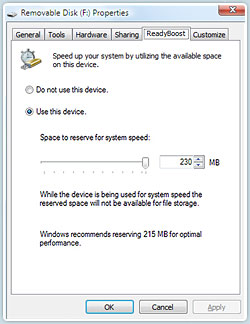 Removable Disk (F:) Properties
General Tools Hardware Sharing ReadyBoost Customize
Speed up your system by utilizing the available space
on this device.
Do not use this device.
Use this device.
Space to reserve for system speed:
230 MB
While the device is being used for system speed the
reserved space will not be available for file storage.
Windows recommends reserving 215 MB for optimal
performance.
OK Cancel Apply